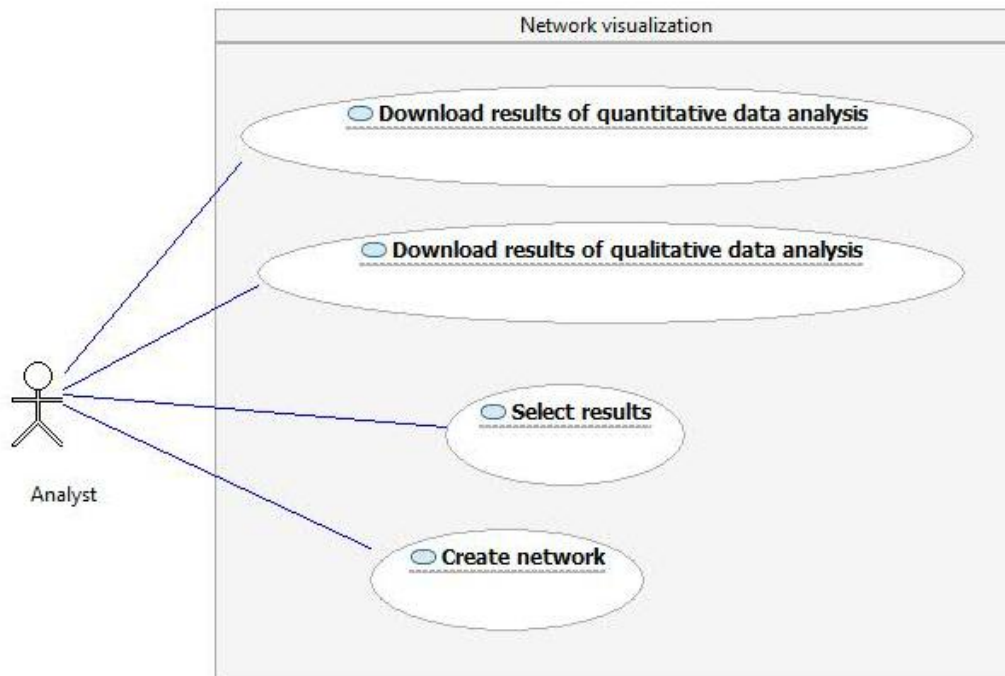 Network visualization
Download results of quantitative data analysis
Download results of qualitative data analysis
Select results
Analyst
Create network